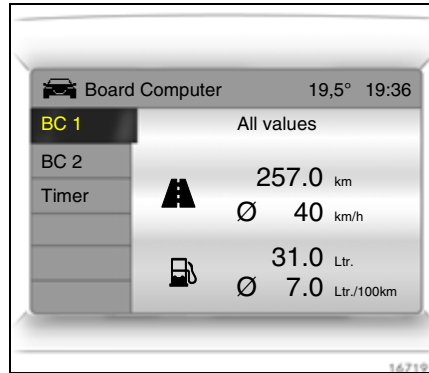 Board Computer 19,5° 19:36
BC 1
All values
BC 2
Timer
257.0 km
Ø 40 km/h
31.0 Ltr.
Ø 7.0 Ltr./100km
16719